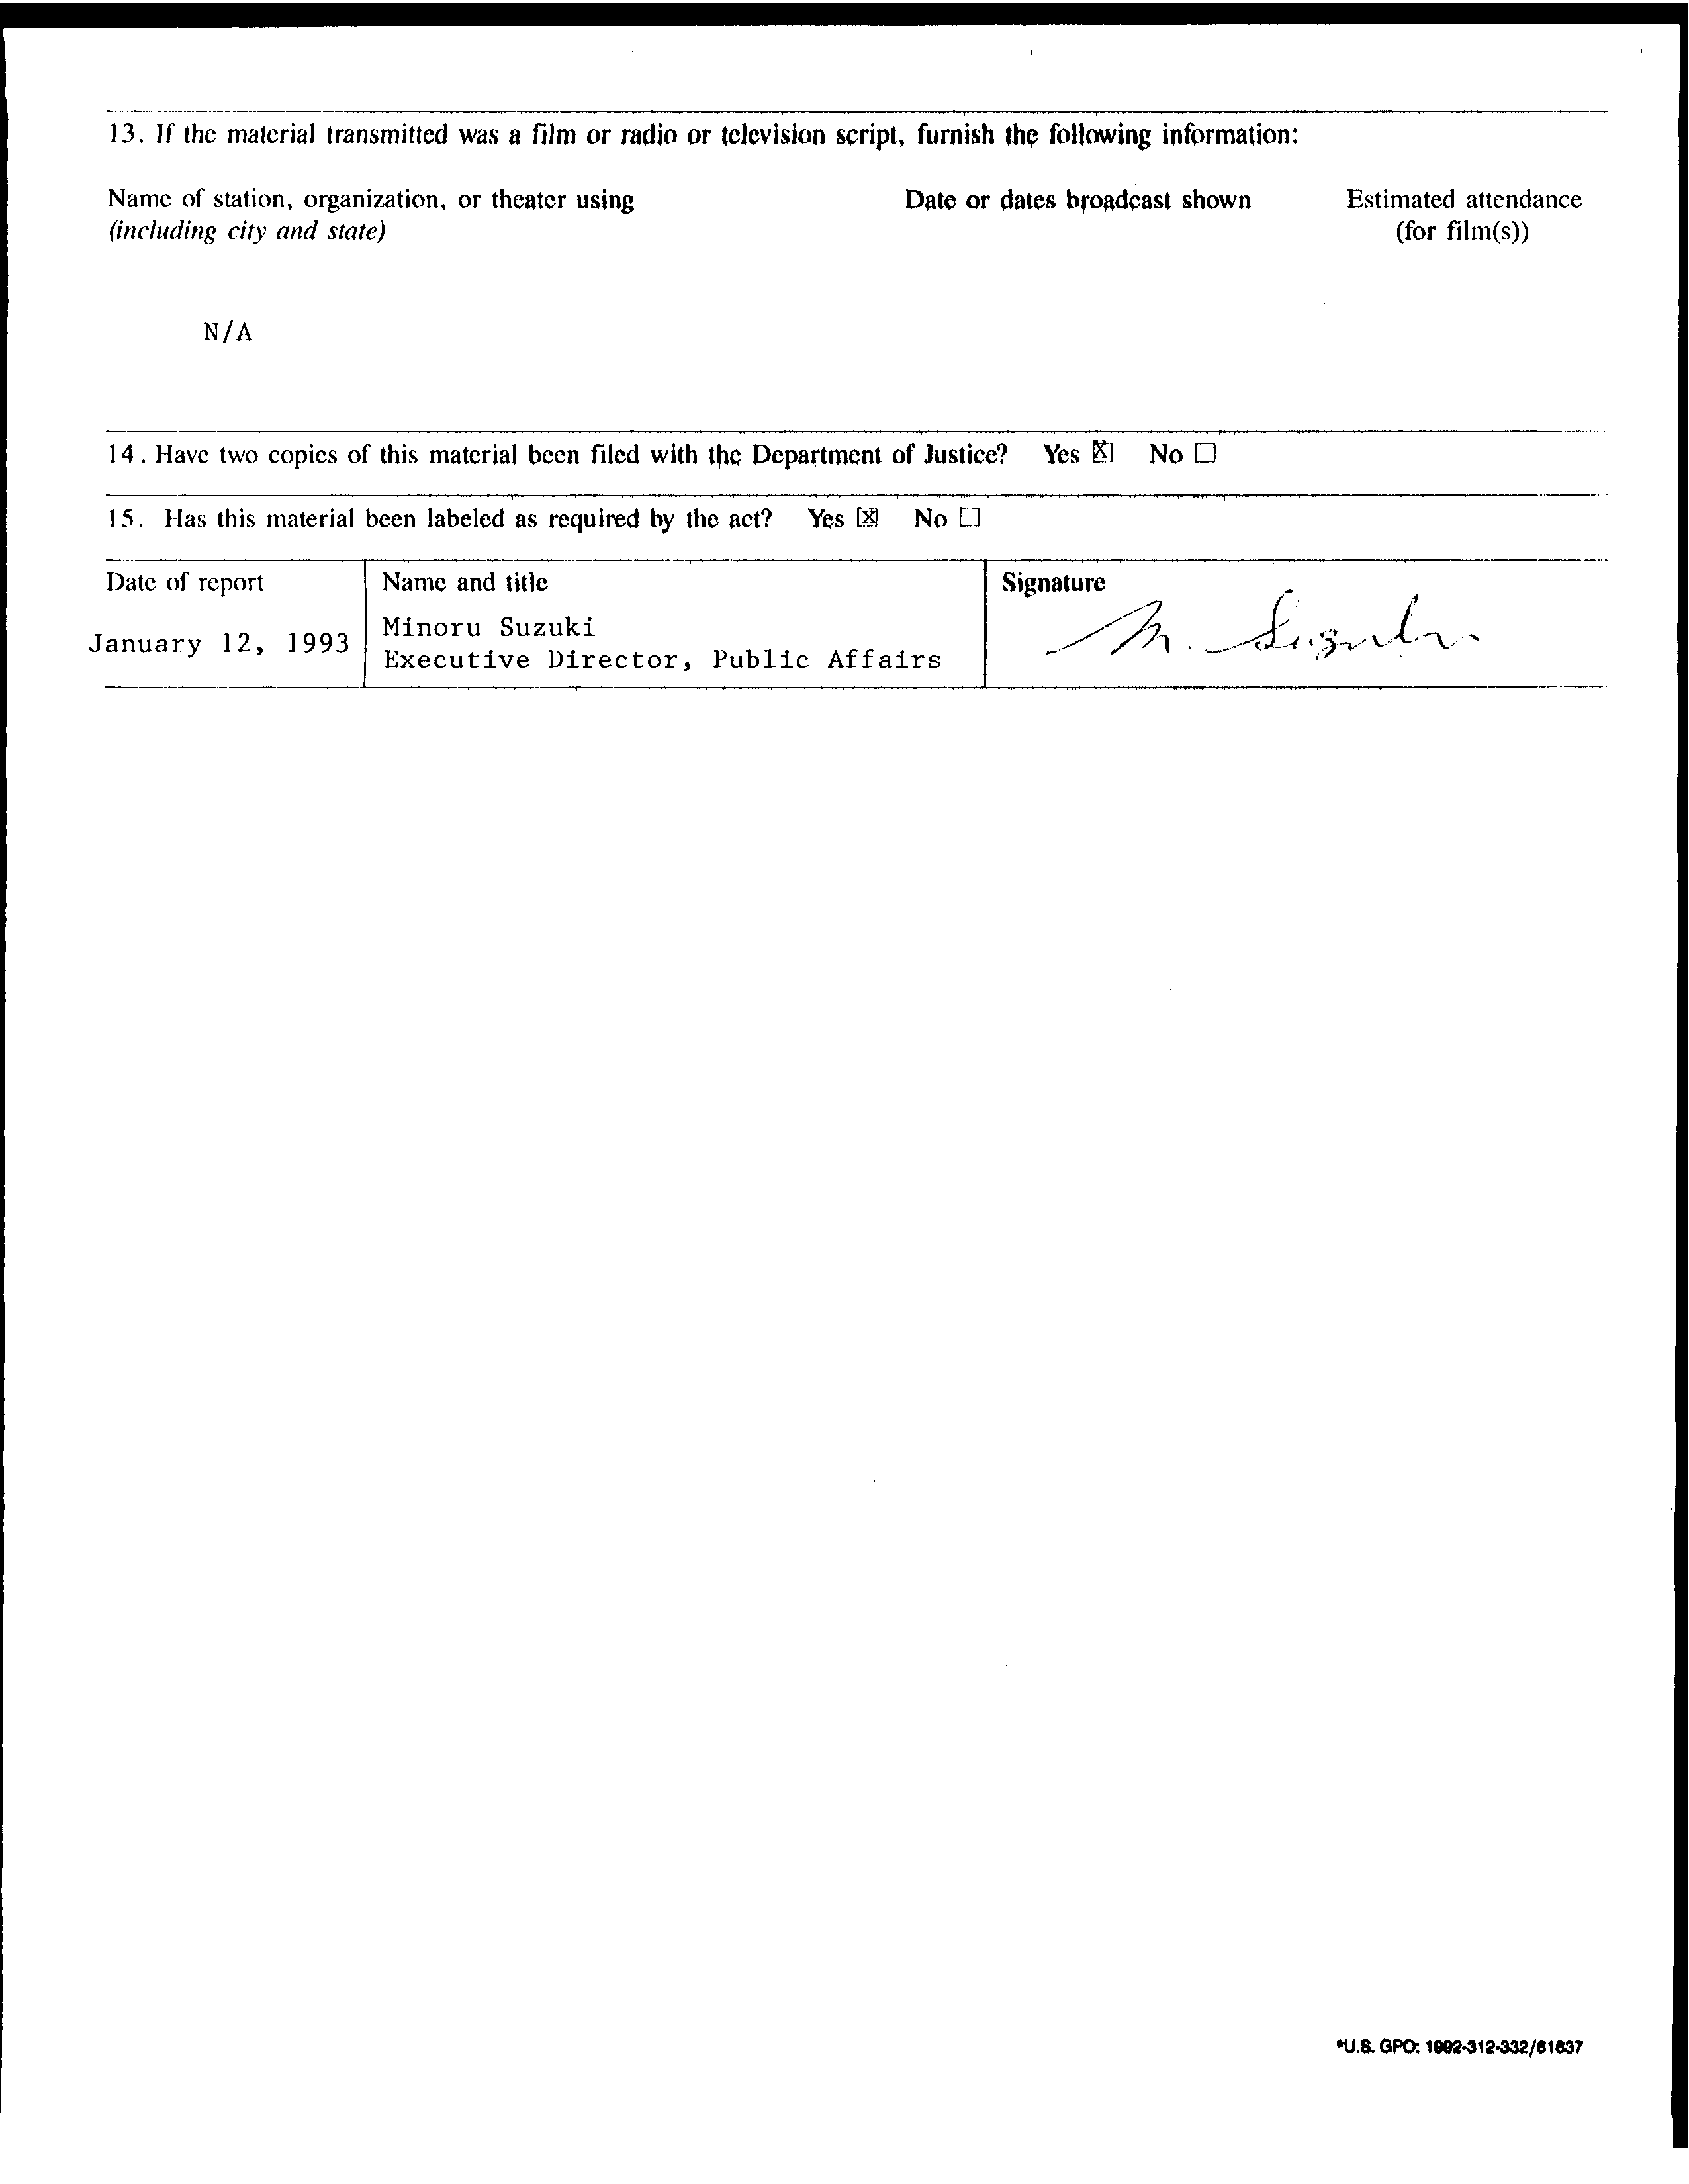 13. If the material transmitted was a film or radio or television script, furnish the following information:
Name of station, organization, or theater using Date or dates broadcast shown Estimated attendance
(including city and state) (for film(s))
N/A
14. Have two copies of this material been filed with the Department of Justice? Yes ☒ No ☐
15. Has this material been labeled as required by the act? Yes ☒ No ☐
Date of report Name and title Signature
Minoru Suzuki
January 12, 1993 Executive Director, Public Affairs M. Suzuki
*U.S. GPO: 1992-312-332/61637